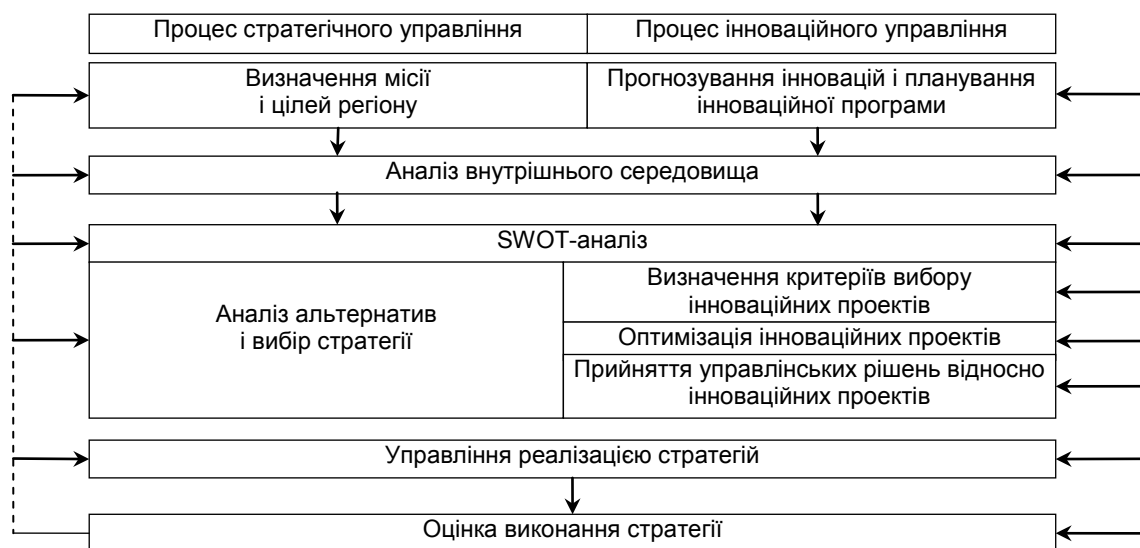 Процес стратегічного управління
Процес інноваційного управління
Визначення місії
і цілей регіону
Прогнозування інновацій і планування
інноваційної програми
Аналіз внутрішнього середовища
SWOT-аналіз
Аналіз альтернатив
і вибір стратегії
Визначення критеріїв вибору
інноваційних проектів
Оптимізація інноваційних проектів
Прийняття управлінських рішень відносно
інноваційних проектів
Управління реалізацією стратегій
Оцінка виконання стратегії